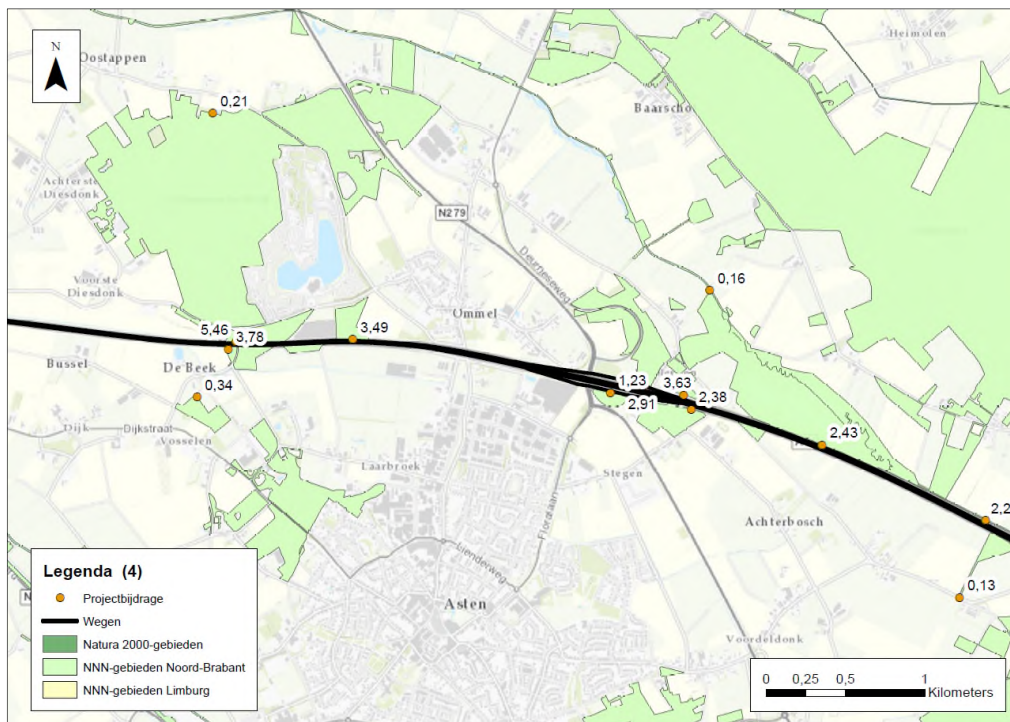 N
Oostappen
Heimolen
0,21
Baarscho
Achterste
Diesdonk
N279
Deurneseweg
Voorste
Diesdonk
0,16
Ommel
5,46
3,78
3,49
Bussel
De Beek
1,23
3,63
0,34
2,91
2,38
Dijk
Dijkstraat
Vosselen
2,43
Laarbroek
Stegen
Floralaan
Achterbosch
2,2
Legenda (4)
Projectbijdrage
Wegen
Natura 2000-gebieden
NNN-gebieden Noord-Brabant
NNN-gebieden Limburg
N
Lienderweg
Asten
0,13
Voordeldonk
0 0,25 0,5 1
Kilometers